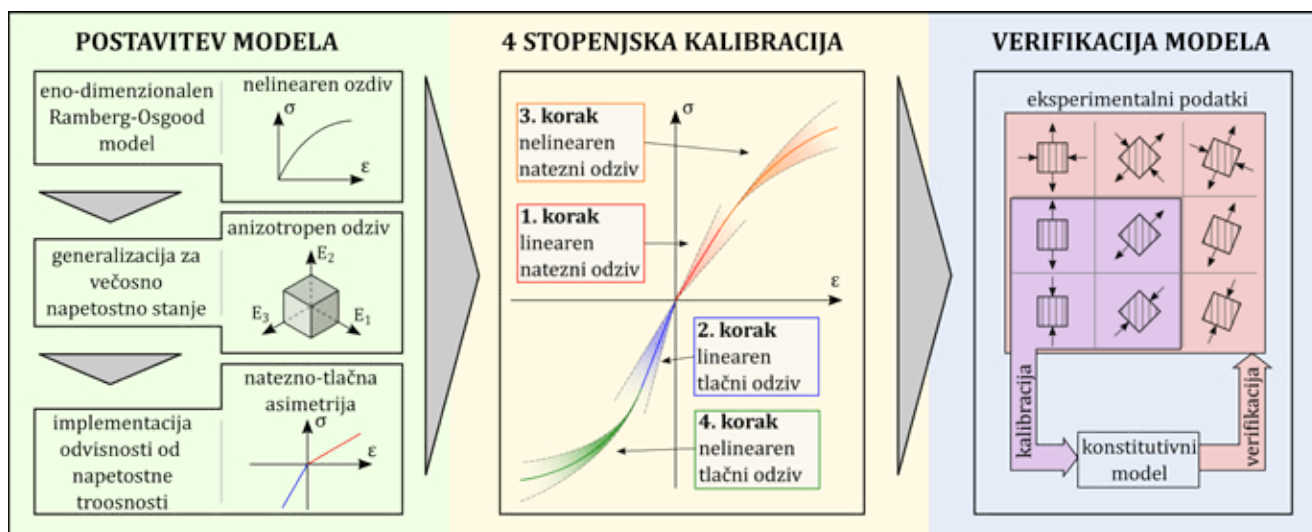 POSTAVITEV MODELA
eno-dimenzionalen
Ramberg-Osgood
model
nelinearen ozdiv
σ
ε
generalizacija za
večosno
napetostno stanje
anizotropen odziv
E2
E3
E1
implementacija
odvisnosti od
napetostne
troosnosti
natezno-tlačna
asimetrija
σ
ε
4 STOPENJSKA KALIBRACIJA
σ
3. korak
nelinearen
natezni odziv
1. korak
linearen
natezni odziv
ε
2. korak
linearen
tlačni odziv
4. korak
nelinearen
tlačni odziv
VERIFIKACIJA MODELA
eksperimentalni podatki
kalibracija
konstitutivni
model
verifikacija